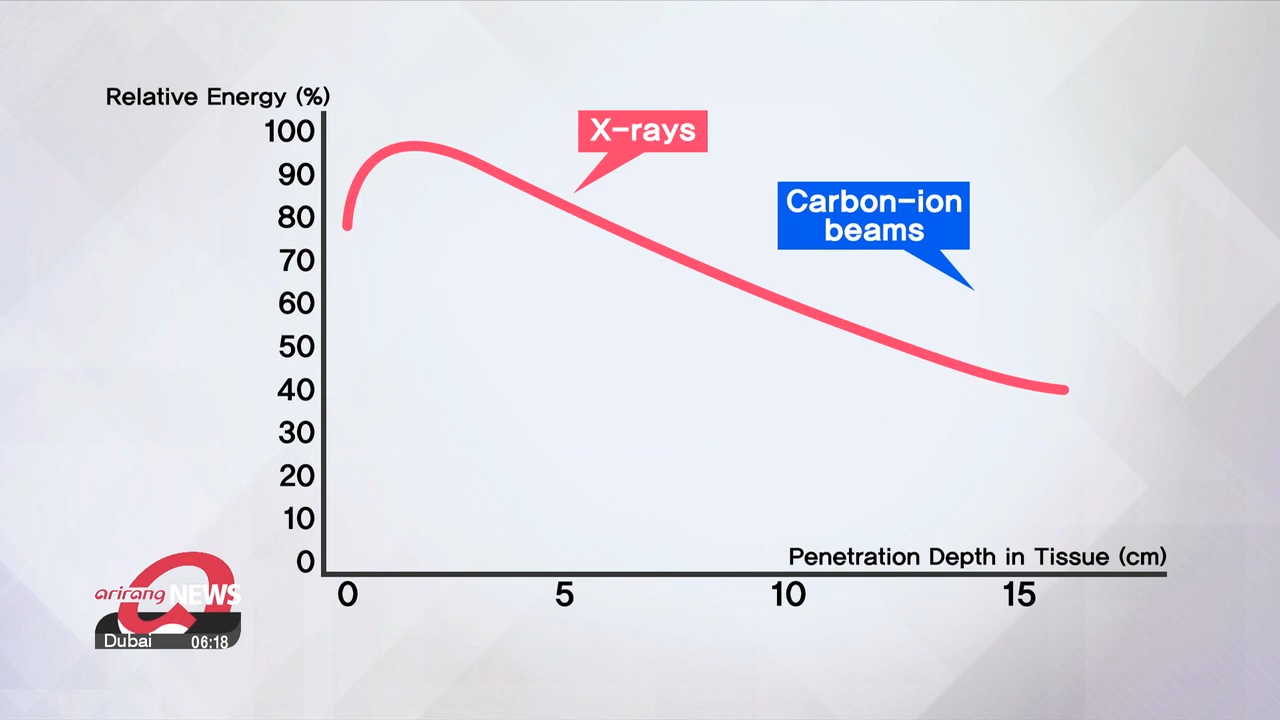 Relative Energy (%)
100
90
80
70
60
50
40
30
20
10
0
X-rays
Carbon-ion
beams
Penetration Depth in Tissue (cm)
0
5
10
15
arirang NEWS
Dubai 06:18